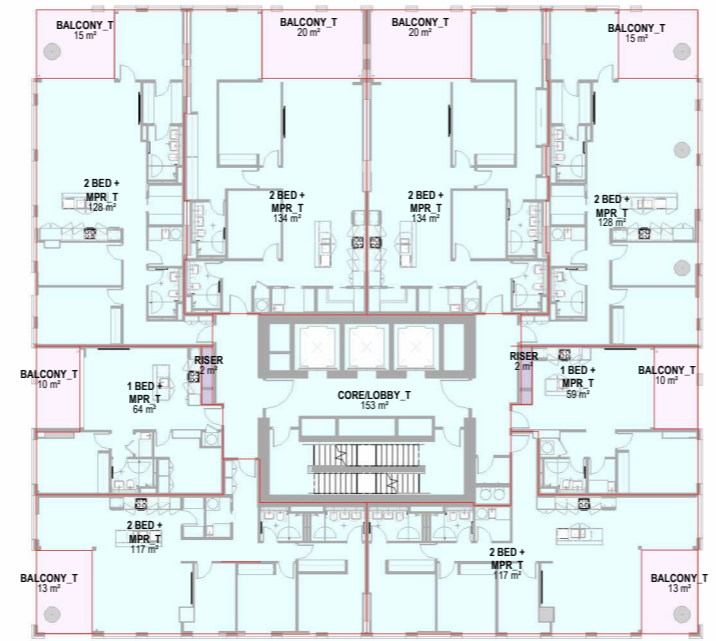 BALCONY_T
15 m²
BALCONY_T
20 m²
BALCONY_T
20 m²
BALCONY_T
15 m²
2 BED +
MPR_T
128 m²
2 BED +
MPR_T
134 m²
2 BED +
MPR_T
134 m²
2 BED +
MPR_T
128 m²
BALCONY_T
10 m²
1 BED +
MPR_T
64 m²
RISER
2 m²
CORE/LOBBY_T
153 m²
RISER
2 m²
1 BED +
MPR_T
59 m²
BALCONY_T
10 m²
2 BED +
MPR_T
117 m²
2 BED +
MPR_T
117 m²
BALCONY_T
13 m²
BALCONY_T
13 m²